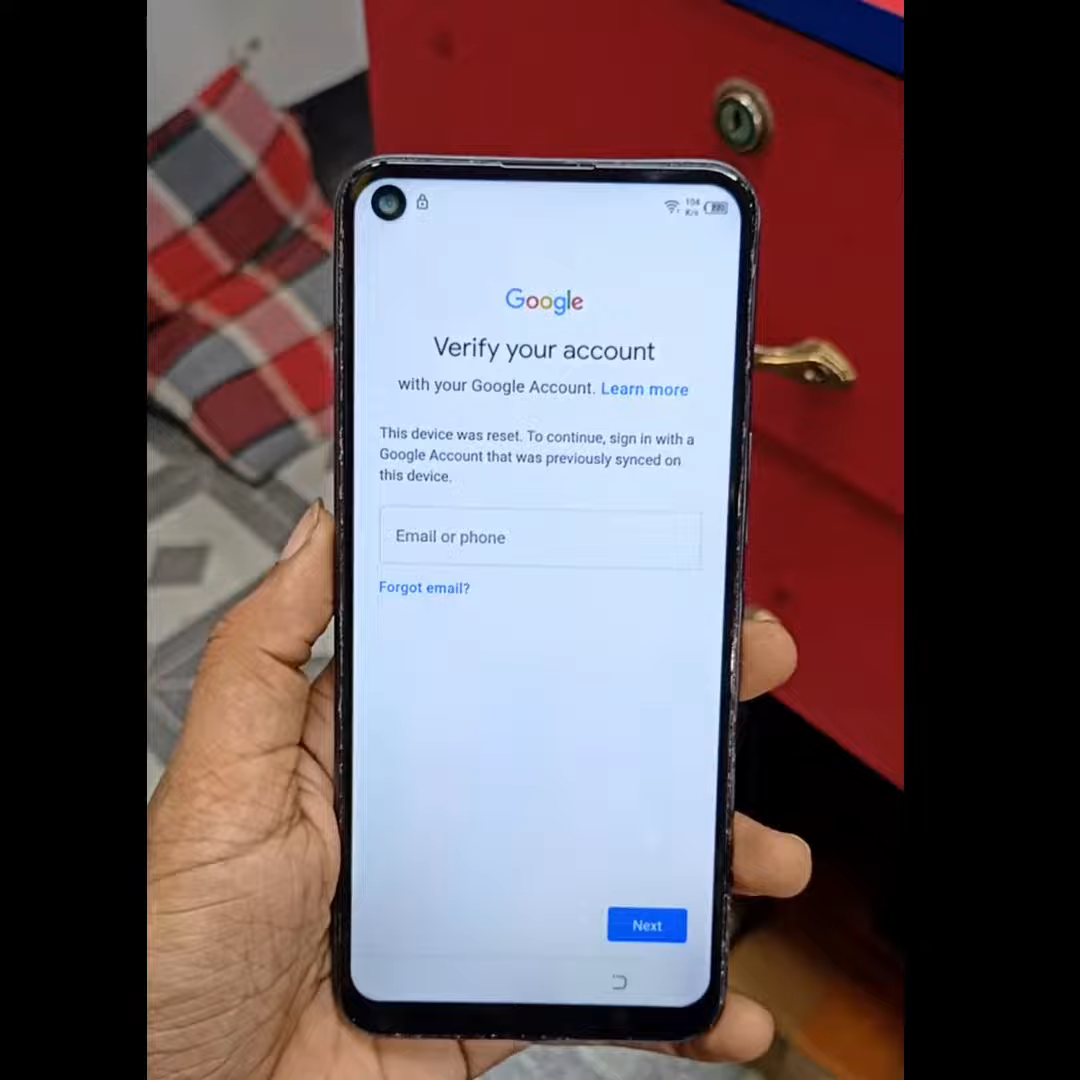 104
K/s
Google
Verify your account
with your Google Account. Learn more
This device was reset. To continue, sign in with a
Google Account that was previously synced on
this device.
Email or phone
Forgot email?
Next